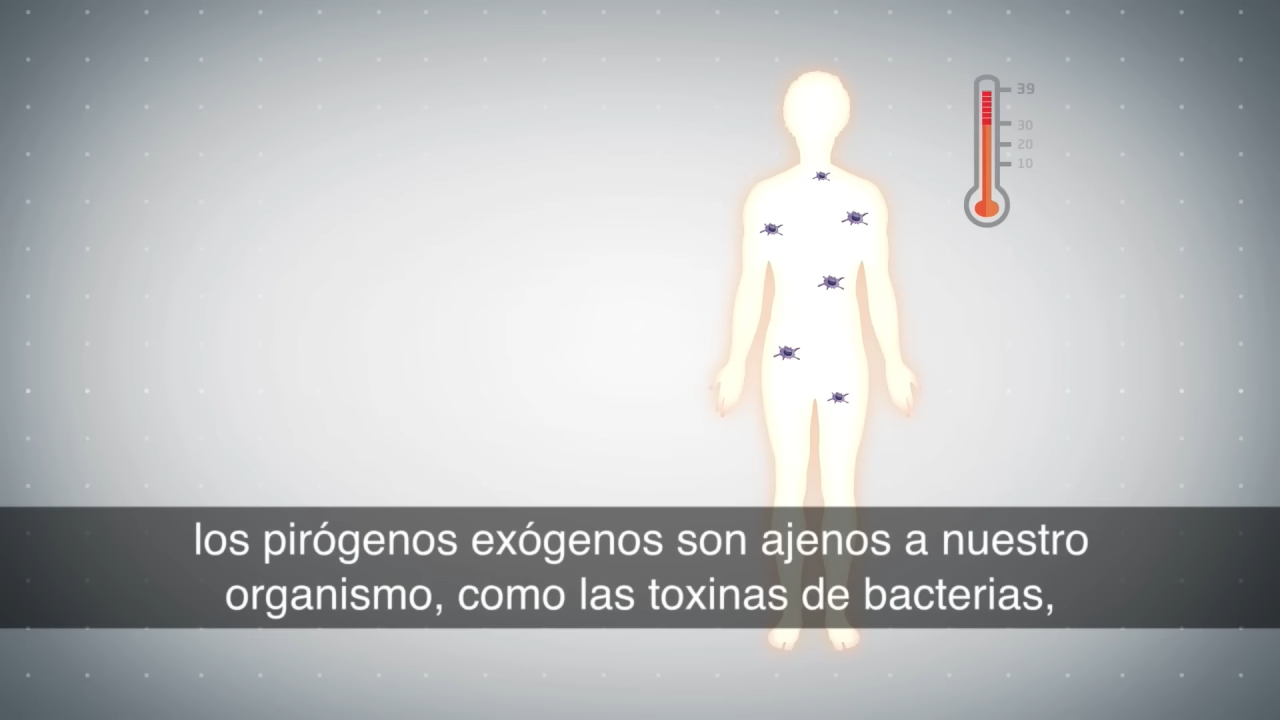 39
30
20
10
los pirógenos exógenos son ajenos a nuestro
organismo, como las toxinas de bacterias,